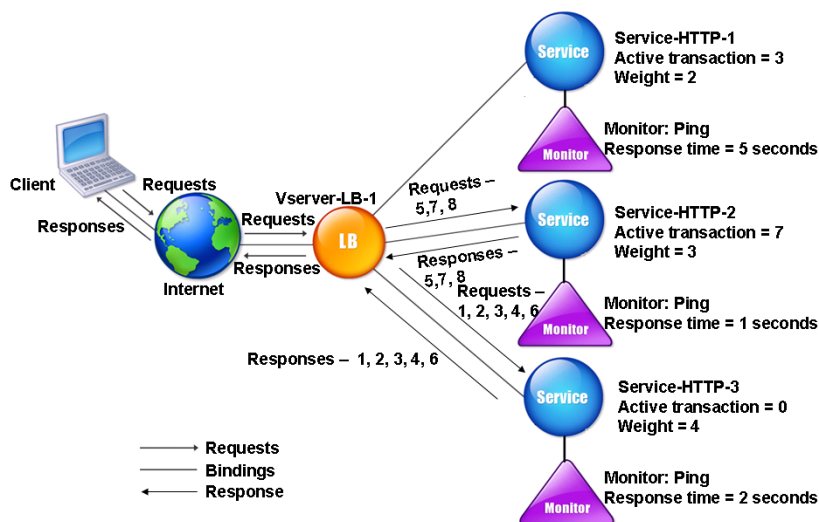 Service
Service-HTTP-1
Active transaction = 3
Weight = 2
Monitor
Monitor: Ping
Response time = 5 seconds
Client
Requests
Responses
Internet
Requests
Responses
Vserver-LB-1
LB
Requests –
5,7, 8
Responses –
5,7, 8
Requests –
1, 2, 3, 4, 6
Responses – 1, 2, 3, 4, 6
Service
Service-HTTP-2
Active transaction = 7
Weight = 3
Monitor
Monitor: Ping
Response time = 1 seconds
Service
Service-HTTP-3
Active transaction = 0
Weight = 4
Monitor
Monitor: Ping
Response time = 2 seconds
Requests
Bindings
Response